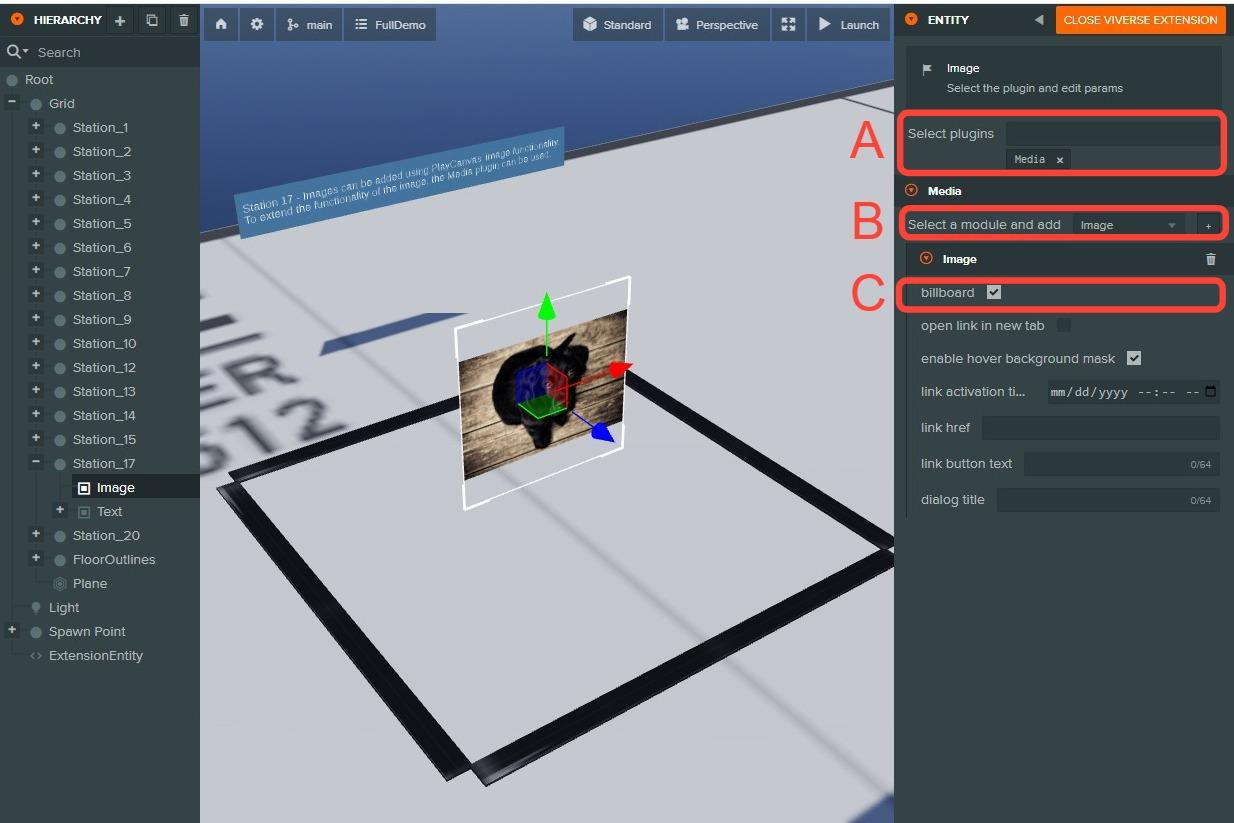 HIERARCHY
Search
Root
Grid
Station_1
Station_2
Station_3
Station_4
Station_5
Station_6
Station_7
Station_8
Station_9
Station_10
Station_12
Station_13
Station_14
Station_15
Station_17
Image
Text
Station_20
FloorOutlines
Plane
Light
Spawn Point
ExtensionEntity
main
FullDemo
Standard
Perspective
Launch
Station 17 - Images can be added using PlayCanvas Image functionality
To extend the functionality of the image, the Media plugin can be used.
ER
512
ENTITY
CLOSE VIVERSE EXTENSION
Image
Select the plugin and edit params
A
Select plugins
Media ×
Media
B
Select a module and add Image +
Image
C
billboard
open link in new tab
enable hover background mask
link activation ti...
mm/dd/yyyy --:-- --
link href
link button text 0/64
dialog title 0/64